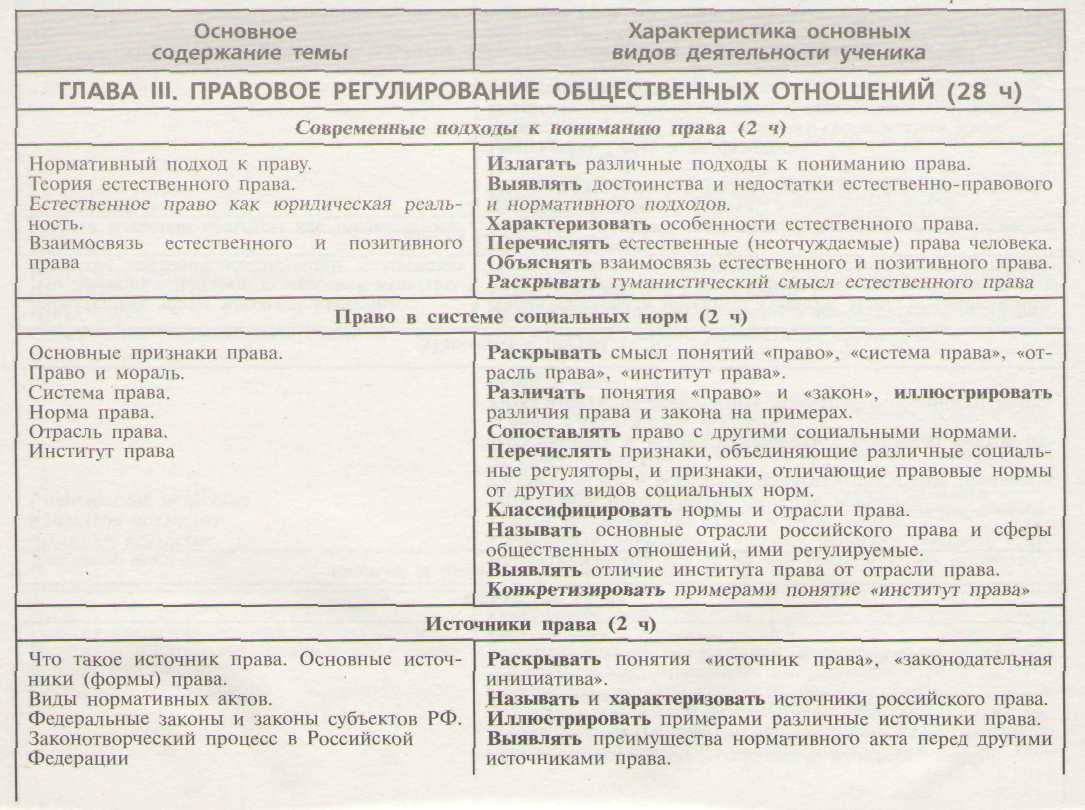 Основное
содержание темы
Характеристика основных
видов деятельности ученика
ГЛАВА III. ПРАВОВОЕ РЕГУЛИРОВАНИЕ ОБЩЕСТВЕННЫХ ОТНОШЕНИЙ (28 ч)
Современные подходы к пониманию права (2 ч)
Нормативный подход к праву.
Теория естественного права.
Естественное право как юридическая реаль-
ность.
Взаимосвязь естественного и позитивного
права
Излагать различные подходы к пониманию права.
Выявлять достоинства и недостатки естественно-правового
и нормативного подходов.
Характеризовать особенности естественного права.
Перечислять естественные (неотчуждаемые) права человека.
Объяснять взаимосвязь естественного и позитивного права.
Раскрывать гуманистический смысл естественного права
Право в системе социальных норм (2 ч)
Основные признаки права.
Право и мораль.
Система права.
Норма права.
Отрасль права.
Институт права
Раскрывать смысл понятий «право», «система права», «от-
расль права», «институт права».
Различать понятия «право» и «закон», иллюстрировать
различия права и закона на примерах.
Сопоставлять право с другими социальными нормами.
Перечислять признаки, объединяющие различные социаль-
ные регуляторы, и признаки, отличающие правовые нормы
от других видов социальных норм.
Классифицировать нормы и отрасли права.
Называть основные отрасли российского права и сферы
общественных отношений, ими регулируемые.
Выявлять отличие института права от отрасли права.
Конкретизировать примерами понятие «институт права»
Источники права (2 ч)
Что такое источник права. Основные источ-
ники (формы) права.
Виды нормативных актов.
Федеральные законы и законы субъектов РФ.
Законотворческий процесс в Российской
Федерации
Раскрывать понятия «источник права», «законодательная
инициатива».
Называть и характеризовать источники российского права.
Иллюстрировать примерами различные источники права.
Выявлять преимущества нормативного акта перед другими
источниками права.